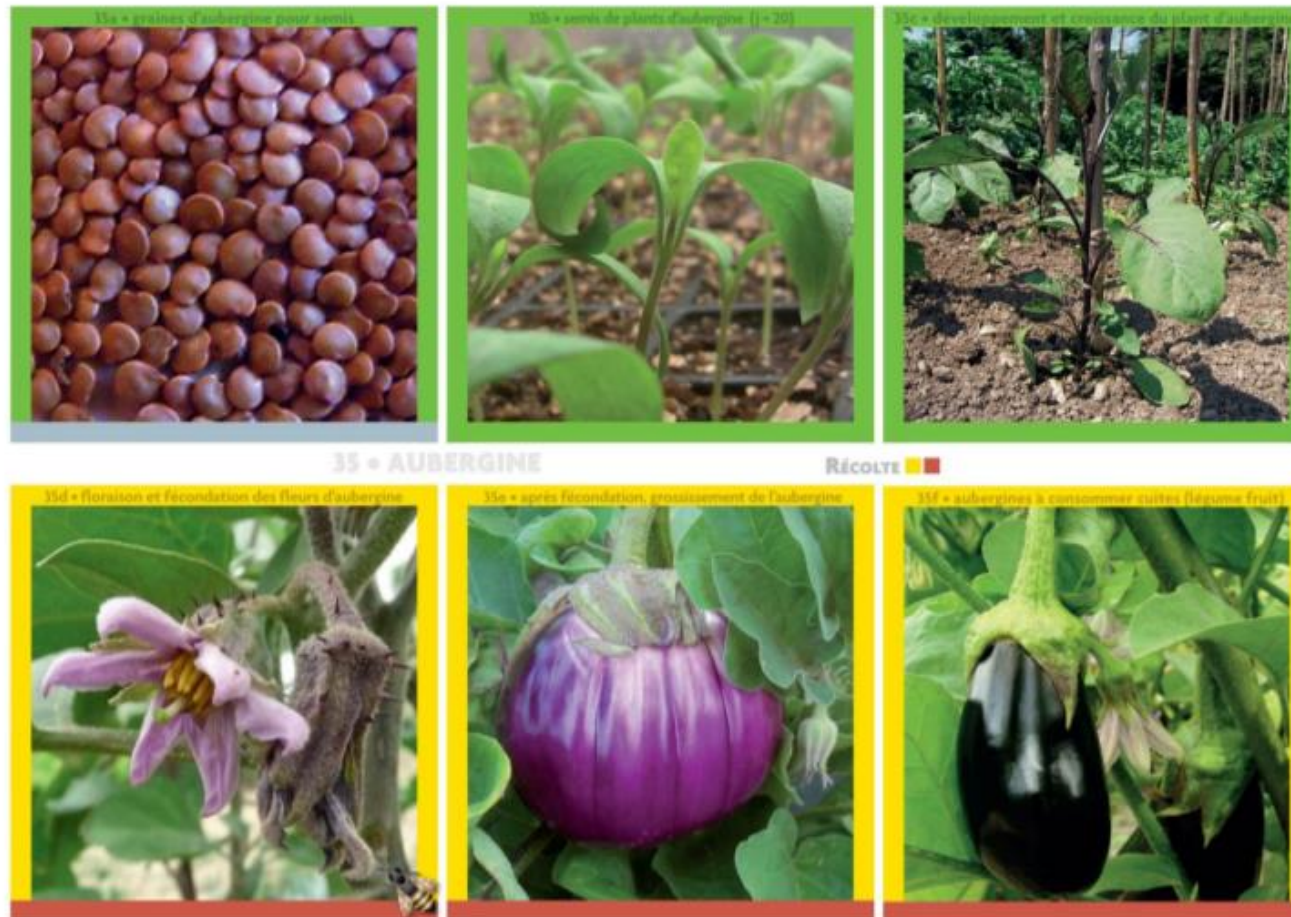 35a • graines d'aubergine pour semis
35b • semis de plants d'aubergine (j + 20)
35c • développement et croissance du plant d'aubergine
35 • AUBERGINE
RÉCOLTE
35d • floraison et fécondation des fleurs d'aubergine
35e • après fécondation, grossissement de l'aubergine
35f • aubergines à consommer cuites (légume fruit)